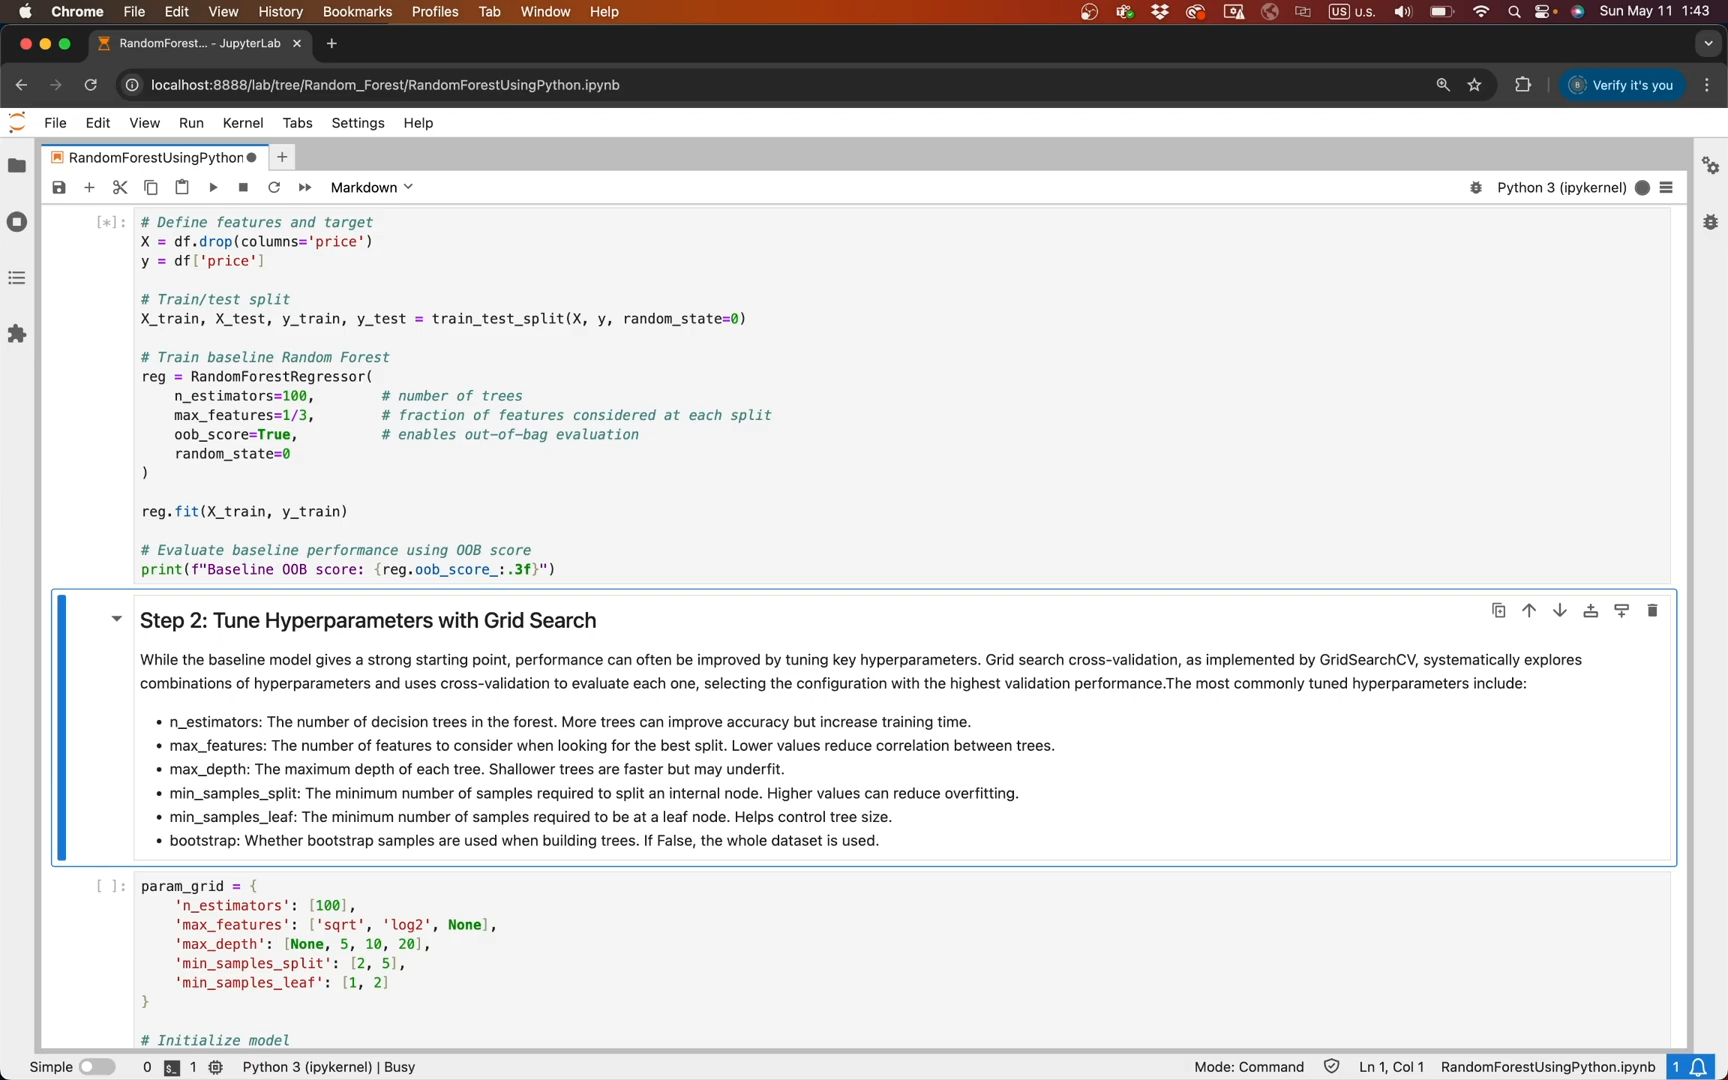 Chrome File Edit View History Bookmarks Profiles Tab Window Help US U.S. Sun May 11 1:43
RandomForest... - JupyterLab
localhost:8888/lab/tree/Random_Forest/RandomForestUsingPython.ipynb Verify it's you
File Edit View Run Kernel Tabs Settings Help
RandomForestUsingPython
Markdown Python 3 (ipykernel)
[*]: # Define features and target
X = df.drop(columns='price')
y = df['price']
# Train/test split
X_train, X_test, y_train, y_test = train_test_split(X, y, random_state=0)
# Train baseline Random Forest
reg = RandomForestRegressor(
n_estimators=100, # number of trees
max_features=1/3, # fraction of features considered at each split
oob_score=True, # enables out-of-bag evaluation
random_state=0
)
reg.fit(X_train, y_train)
# Evaluate baseline performance using OOB score
print(f"Baseline OOB score: {reg.oob_score_:.3f}")
Step 2: Tune Hyperparameters with Grid Search
While the baseline model gives a strong starting point, performance can often be improved by tuning key hyperparameters. Grid search cross-validation, as implemented by GridSearchCV, systematically explores
combinations of hyperparameters and uses cross-validation to evaluate each one, selecting the configuration with the highest validation performance.The most commonly tuned hyperparameters include:
• n_estimators: The number of decision trees in the forest. More trees can improve accuracy but increase training time.
• max_features: The number of features to consider when looking for the best split. Lower values reduce correlation between trees.
• max_depth: The maximum depth of each tree. Shallower trees are faster but may underfit.
• min_samples_split: The minimum number of samples required to split an internal node. Higher values can reduce overfitting.
• min_samples_leaf: The minimum number of samples required to be at a leaf node. Helps control tree size.
• bootstrap: Whether bootstrap samples are used when building trees. If False, the whole dataset is used.
[ ]: param_grid = {
'n_estimators': [100],
'max_features': ['sqrt', 'log2', None],
'max_depth': [None, 5, 10, 20],
'min_samples_split': [2, 5],
'min_samples_leaf': [1, 2]
}
# Initialize model
Simple 0 1 Python 3 (ipykernel) | Busy Mode: Command Ln 1, Col 1 RandomForestUsingPython.ipynb 1